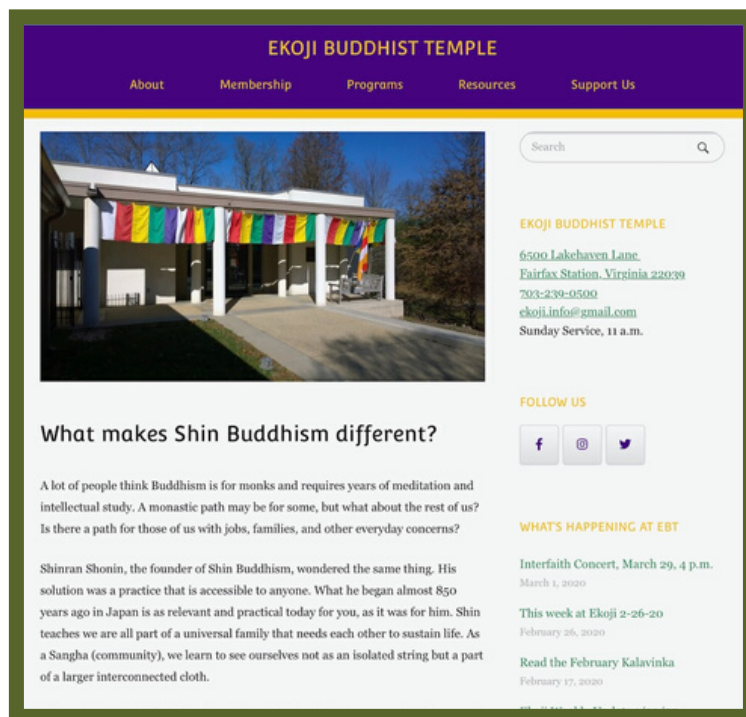 EKOJI BUDDHIST TEMPLE
About Membership Programs Resources Support Us
What makes Shin Buddhism different?
A lot of people think Buddhism is for monks and requires years of meditation and
intellectual study. A monastic path may be for some, but what about the rest of us?
Is there a path for those of us with jobs, families, and other everyday concerns?
Shinran Shonin, the founder of Shin Buddhism, wondered the same thing. His
solution was a practice that is accessible to anyone. What he began almost 850
years ago in Japan is as relevant and practical today for you, as it was for him. Shin
teaches we are all part of a universal family that needs each other to sustain life. As
a Sangha (community), we learn to see ourselves not as an isolated string but a part
of a larger interconnected cloth.
Search
EKOJI BUDDHIST TEMPLE
6500 Lakehaven Lane
Fairfax Station, Virginia 22039
703-239-0500
ekoji.info@gmail.com
Sunday Service, 11 a.m.
FOLLOW US
WHAT'S HAPPENING AT EBT
Interfaith Concert, March 29, 4 p.m.
March 1, 2020
This week at Ekoji 2-26-20
February 26, 2020
Read the February Kalavinka
February 17, 2020